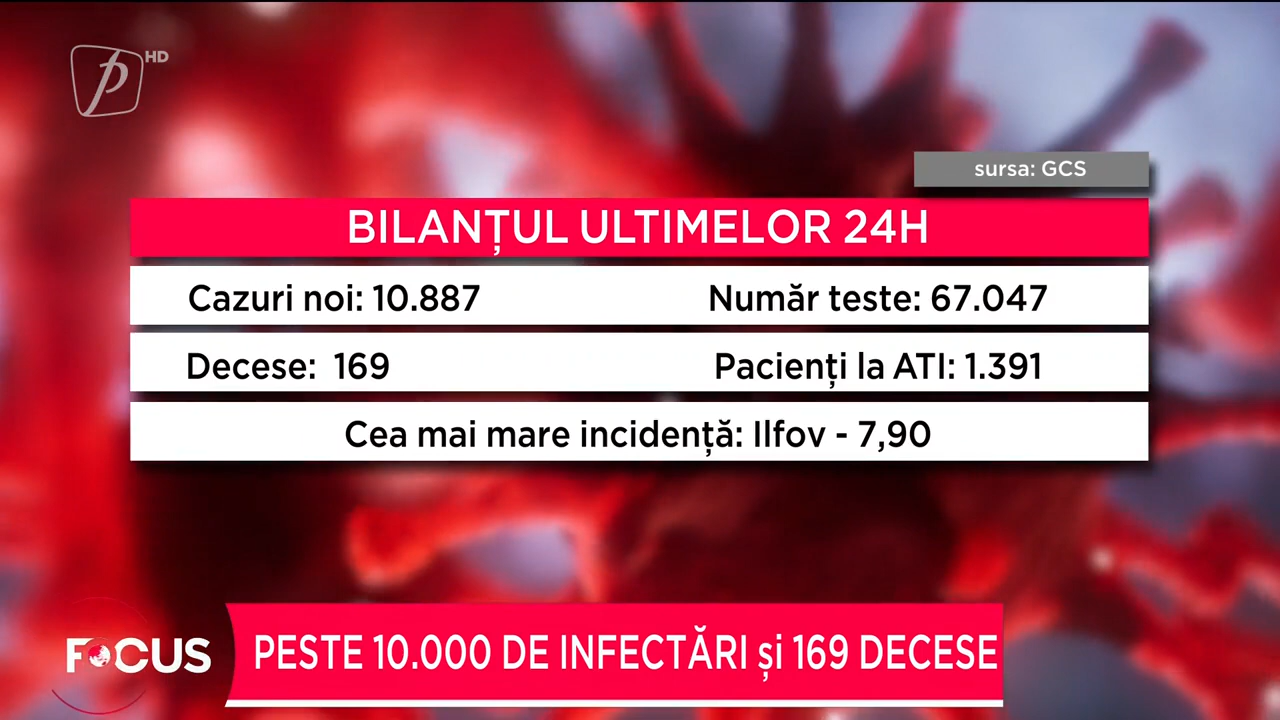 p HD
sursa: GCS
BILANȚUL ULTIMELOR 24H
Cazuri noi: 10.887 Număr teste: 67.047
Decese: 169 Pacienți la ATI: 1.391
Cea mai mare incidență: Ilfov - 7,90
FOCUS PESTE 10.000 DE INFECTĂRI și 169 DECESE